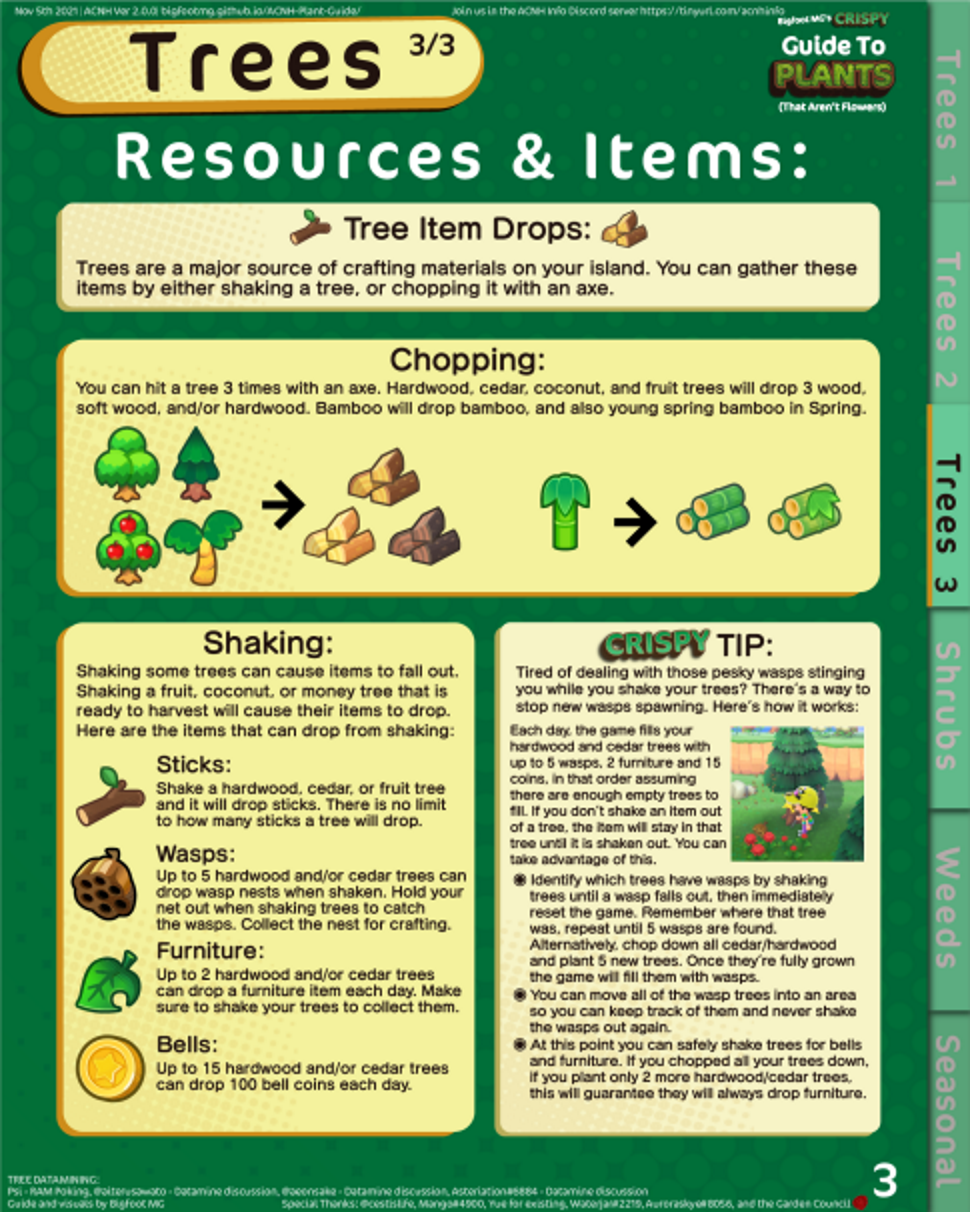 Nov 5th 2021 | ACNH Ver 2.0.0 bigfootmg.github.io/ACNH-Plant-Guide/
Join us in the ACNH Info Discord server https://tinyurl.com/acnhinfo
Trees 3/3
Bigfoot MG's CRISPY
Guide To
PLANTS
(That Aren't Flowers)
Resources & Items:
Tree Item Drops:
Trees are a major source of crafting materials on your island. You can gather these
items by either shaking a tree, or chopping it with an axe.
Chopping:
You can hit a tree 3 times with an axe. Hardwood, cedar, coconut, and fruit trees will drop 3 wood,
soft wood, and/or hardwood. Bamboo will drop bamboo, and also young spring bamboo in Spring.
Shaking:
Shaking some trees can cause items to fall out.
Shaking a fruit, coconut, or money tree that is
ready to harvest will cause their items to drop.
Here are the items that can drop from shaking:
Sticks:
Shake a hardwood, cedar, or fruit tree
and it will drop sticks. There is no limit
to how many sticks a tree will drop.
Wasps:
Up to 5 hardwood and/or cedar trees can
drop wasp nests when shaken. Hold your
net out when shaking trees to catch
the wasps. Collect the nest for crafting.
Furniture:
Up to 2 hardwood and/or cedar trees
can drop a furniture item each day. Make
sure to shake your trees to collect them.
Bells:
Up to 15 hardwood and/or cedar trees
can drop 100 bell coins each day.
CRISPY TIP:
Tired of dealing with those pesky wasps stinging
you while you shake your trees? There's a way to
stop new wasps spawning. Here's how it works:
Each day, the game fills your
hardwood and cedar trees with
up to 5 wasps, 2 furniture and 15
coins, in that order assuming
there are enough empty trees to
fill. If you don't shake an item out
of a tree, the item will stay in that
tree until it is shaken out. You can
take advantage of this.
◉ Identify which trees have wasps by shaking
trees until a wasp falls out, then immediately
reset the game. Remember where that tree
was, repeat until 5 wasps are found.
Alternatively, chop down all cedar/hardwood
and plant 5 new trees. Once they're fully grown
the game will fill them with wasps.
◉ You can move all of the wasp trees into an area
so you can keep track of them and never shake
the wasps out again.
◉ At this point you can safely shake trees for bells
and furniture. If you chopped all your trees down,
if you plant only 2 more hardwood/cedar trees,
this will guarantee they will always drop furniture.
Trees 1
Trees 2
Trees 3
Shrubs
Weeds
Seasonal
TREE DATAMINING:
Psi - RAM Poking, @aiterusawato - Datamine discussion, @aeonsake - Datamine discussion, Asteriation#6884 - Datamine discussion
Guide and visuals by Bigfoot MG
Special Thanks: @cestislife, Mango#4900, Yue for existing, Waterjan#2219, Auroraskye#8056, and the Garden Council
3